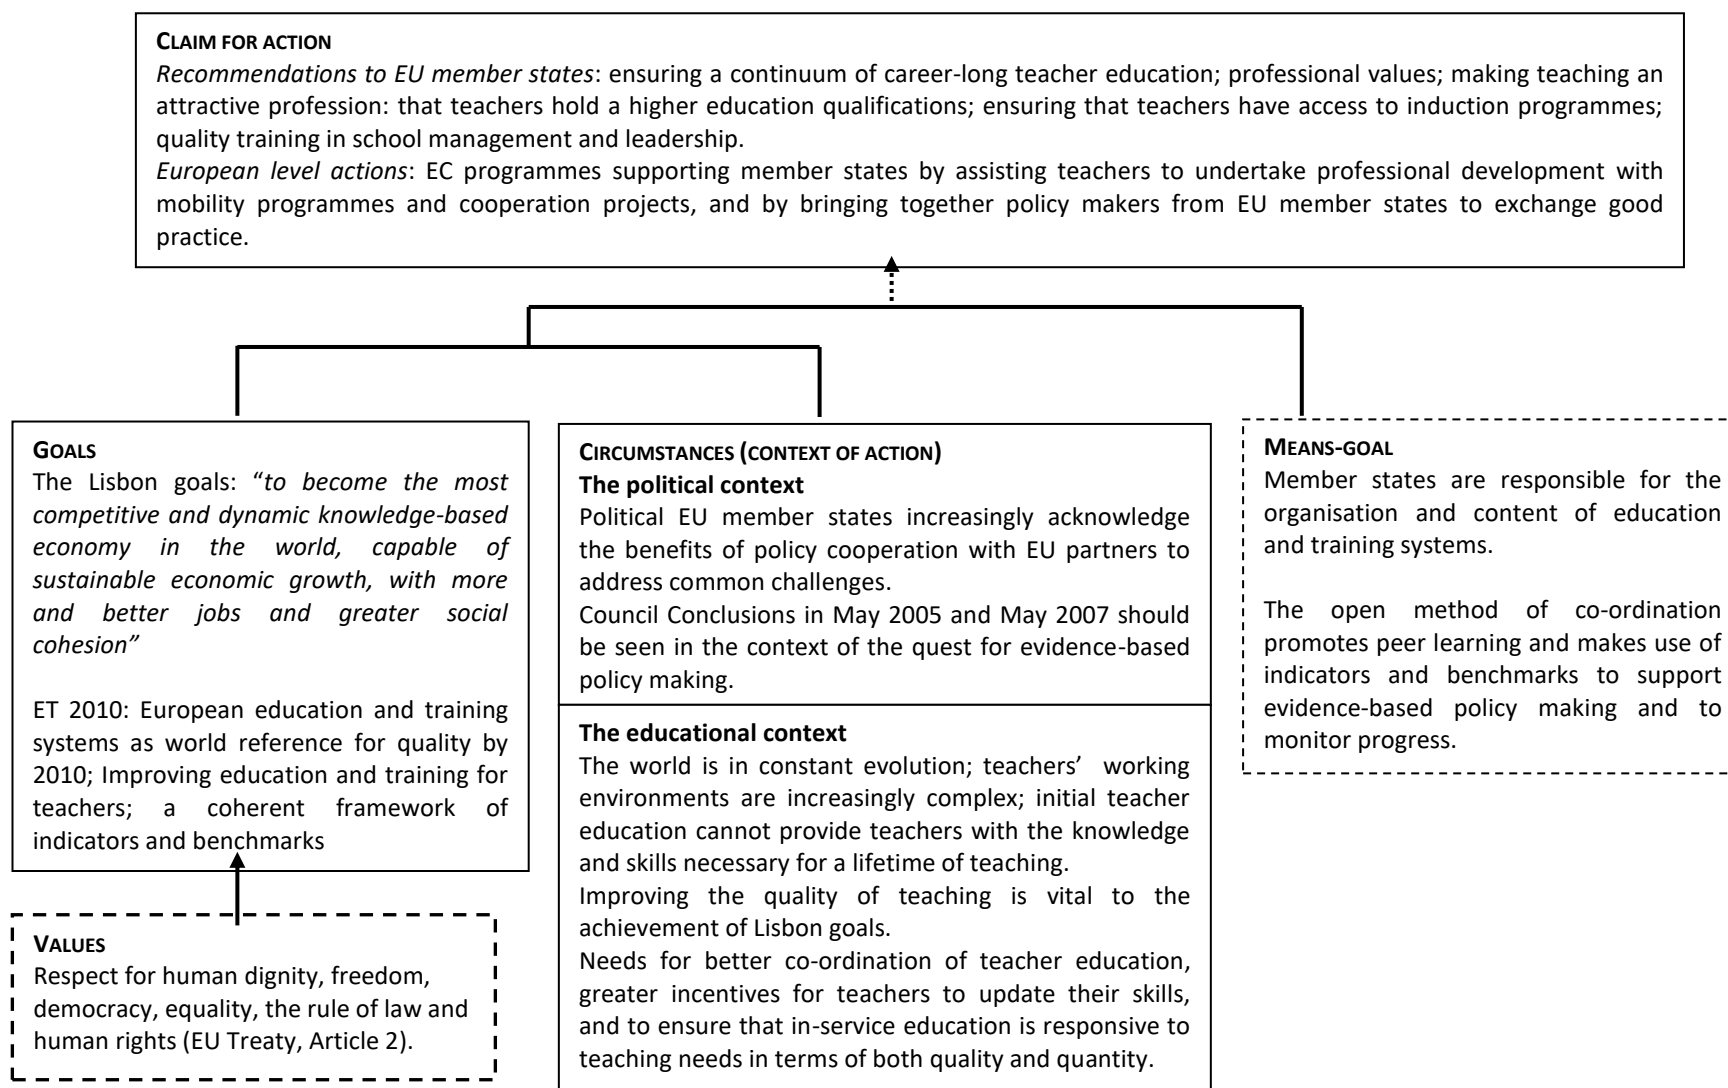 CLAIM FOR ACTION
Recommendations to EU member states: ensuring a continuum of career-long teacher education; professional values; making teaching an
attractive profession: that teachers hold a higher education qualifications; ensuring that teachers have access to induction programmes;
quality training in school management and leadership.
European level actions: EC programmes supporting member states by assisting teachers to undertake professional development with
mobility programmes and cooperation projects, and by bringing together policy makers from EU member states to exchange good
practice.
GOALS
The Lisbon goals: “to become the most
competitive and dynamic knowledge-based
economy in the world, capable of
sustainable economic growth, with more
and better jobs and greater social
cohesion”
ET 2010: European education and training
systems as world reference for quality by
2010; Improving education and training for
teachers; a coherent framework of
indicators and benchmarks
VALUES
Respect for human dignity, freedom,
democracy, equality, the rule of law and
human rights (EU Treaty, Article 2).
CIRCUMSTANCES (CONTEXT OF ACTION)
The political context
Political EU member states increasingly acknowledge
the benefits of policy cooperation with EU partners to
address common challenges.
Council Conclusions in May 2005 and May 2007 should
be seen in the context of the quest for evidence-based
policy making.
The educational context
The world is in constant evolution; teachers’ working
environments are increasingly complex; initial teacher
education cannot provide teachers with the knowledge
and skills necessary for a lifetime of teaching.
Improving the quality of teaching is vital to the
achievement of Lisbon goals.
Needs for better co-ordination of teacher education,
greater incentives for teachers to update their skills,
and to ensure that in-service education is responsive to
teaching needs in terms of both quality and quantity.
MEANS-GOAL
Member states are responsible for the
organisation and content of education
and training systems.
The open method of co-ordination
promotes peer learning and makes use of
indicators and benchmarks to support
evidence-based policy making and to
monitor progress.